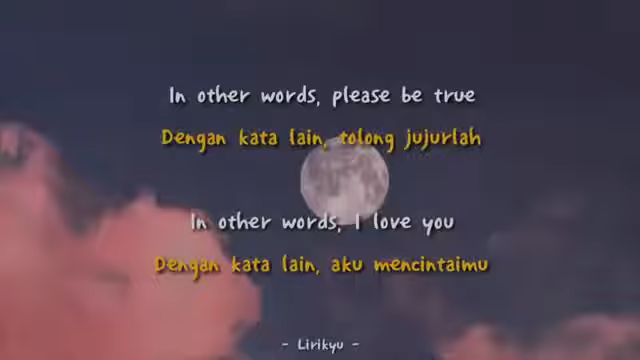 In other words, please be true
Dengan kata lain, tolong jujurlah
In other words, I love you
Dengan kata lain, aku mencintaimu
- Lirikyu -